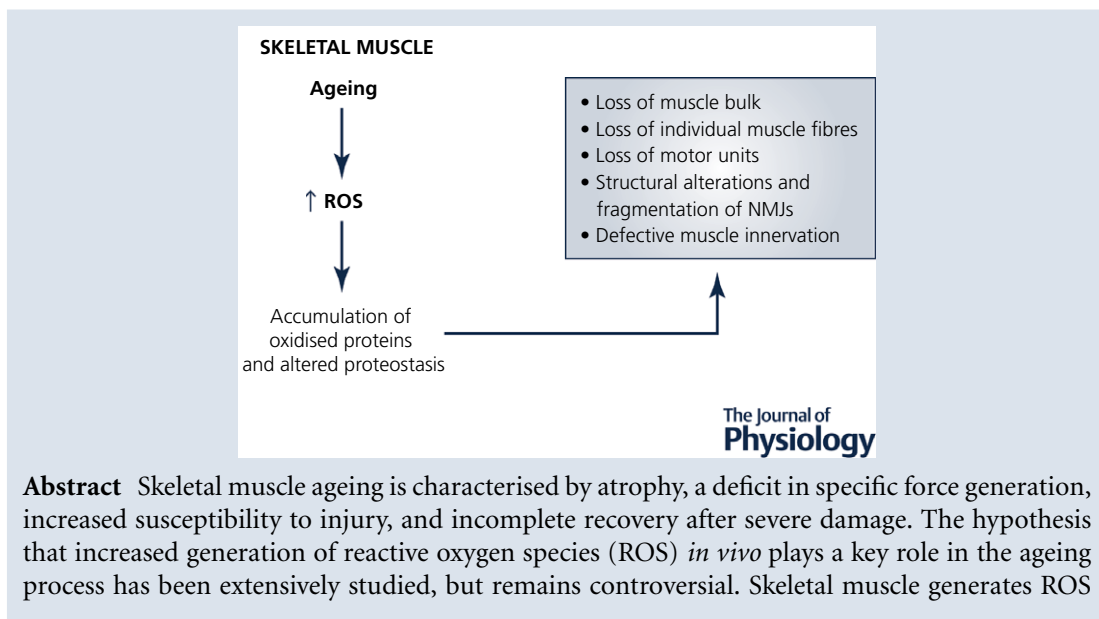 SKELETAL MUSCLE
Ageing
↑ ROS
Accumulation of
oxidised proteins
and altered proteostasis
• Loss of muscle bulk
• Loss of individual muscle fibres
• Loss of motor units
• Structural alterations and
fragmentation of NMJs
• Defective muscle innervation
The Journal of
Physiology
Abstract Skeletal muscle ageing is characterised by atrophy, a deficit in specific force generation,
increased susceptibility to injury, and incomplete recovery after severe damage. The hypothesis
that increased generation of reactive oxygen species (ROS) in vivo plays a key role in the ageing
process has been extensively studied, but remains controversial. Skeletal muscle generates ROS